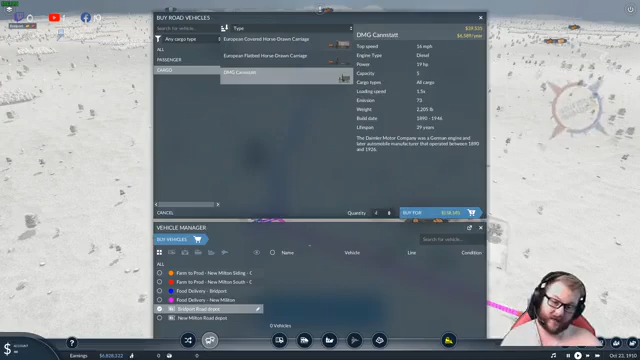 BUY ROAD VEHICLES
Search for vehicle...
Type
Any cargo type
ALL
PASSENGER
CARGO
European Covered Horse-Drawn Carriage
European Flatbed Horse-Drawn Carriage
DMG Cannstatt
DMG Cannstatt
Top speed 16 mph
Engine Type Diesel
Power 19 hp
Capacity 5
Cargo types All cargo
Loading speed 1.5x
Emission 73
Weight 2,205 lb
Build date 1890 - 1946
Lifespan 29 years
The Daimler Motor Company was a German engine and
later automobile manufacturer that operated between 1890
and 1926.
CANCEL
Quantity 4
BUY FOR
VEHICLE MANAGER
BUY VEHICLES
Search for vehicle...
Name Vehicle Line Condition
ALL
Farm to Prod - New Milton Siding - C
Farm to Prod - New Milton South - C
Food Delivery - Bridport
Food Delivery - New Milton
Bridport Road depot
New Milton Road depot
0 Vehicles
Earnings